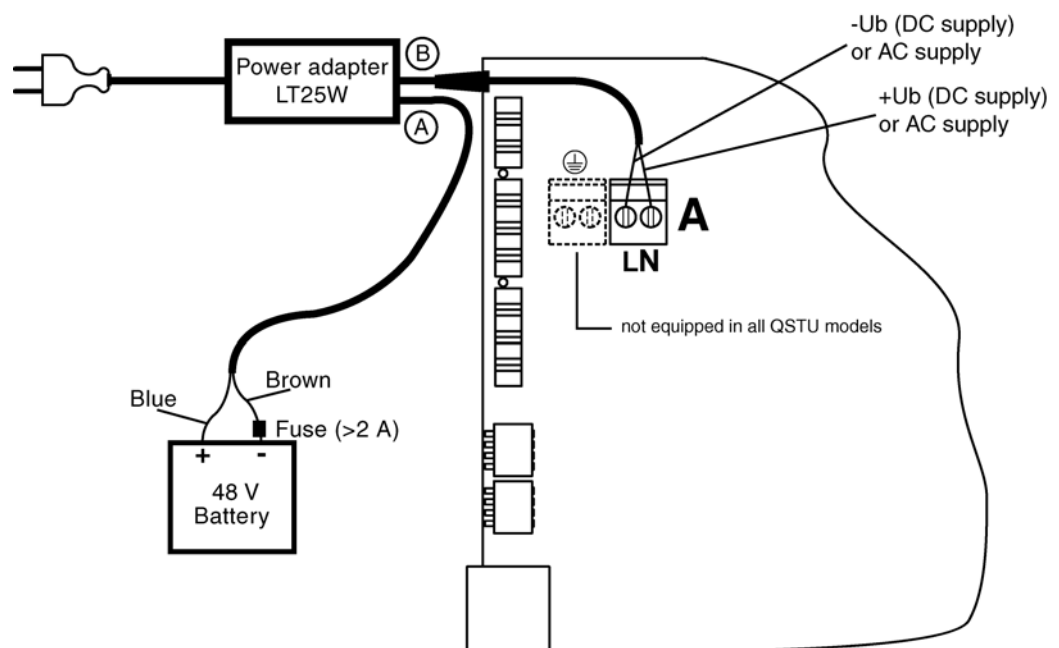 -Ub (DC supply)
or AC supply
B
Power adapter
LT25W
+Ub (DC supply)
or AC supply
A
A
LN
not equipped in all QSTU models
Brown
Blue
Fuse (>2 A)
+ -
48 V
Battery